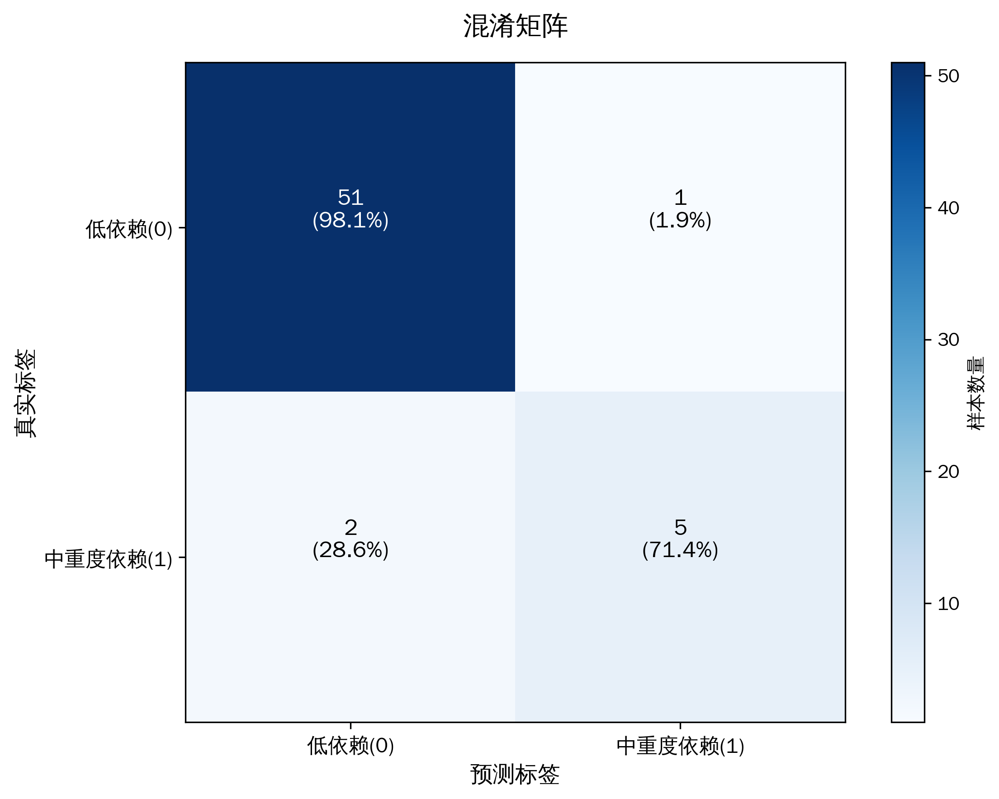 混淆矩阵
真实标签
低依赖(0)
中重度依赖(1)
51
(98.1%)
1
(1.9%)
2
(28.6%)
5
(71.4%)
低依赖(0)
中重度依赖(1)
预测标签
50
40
30
20
10
样本数量